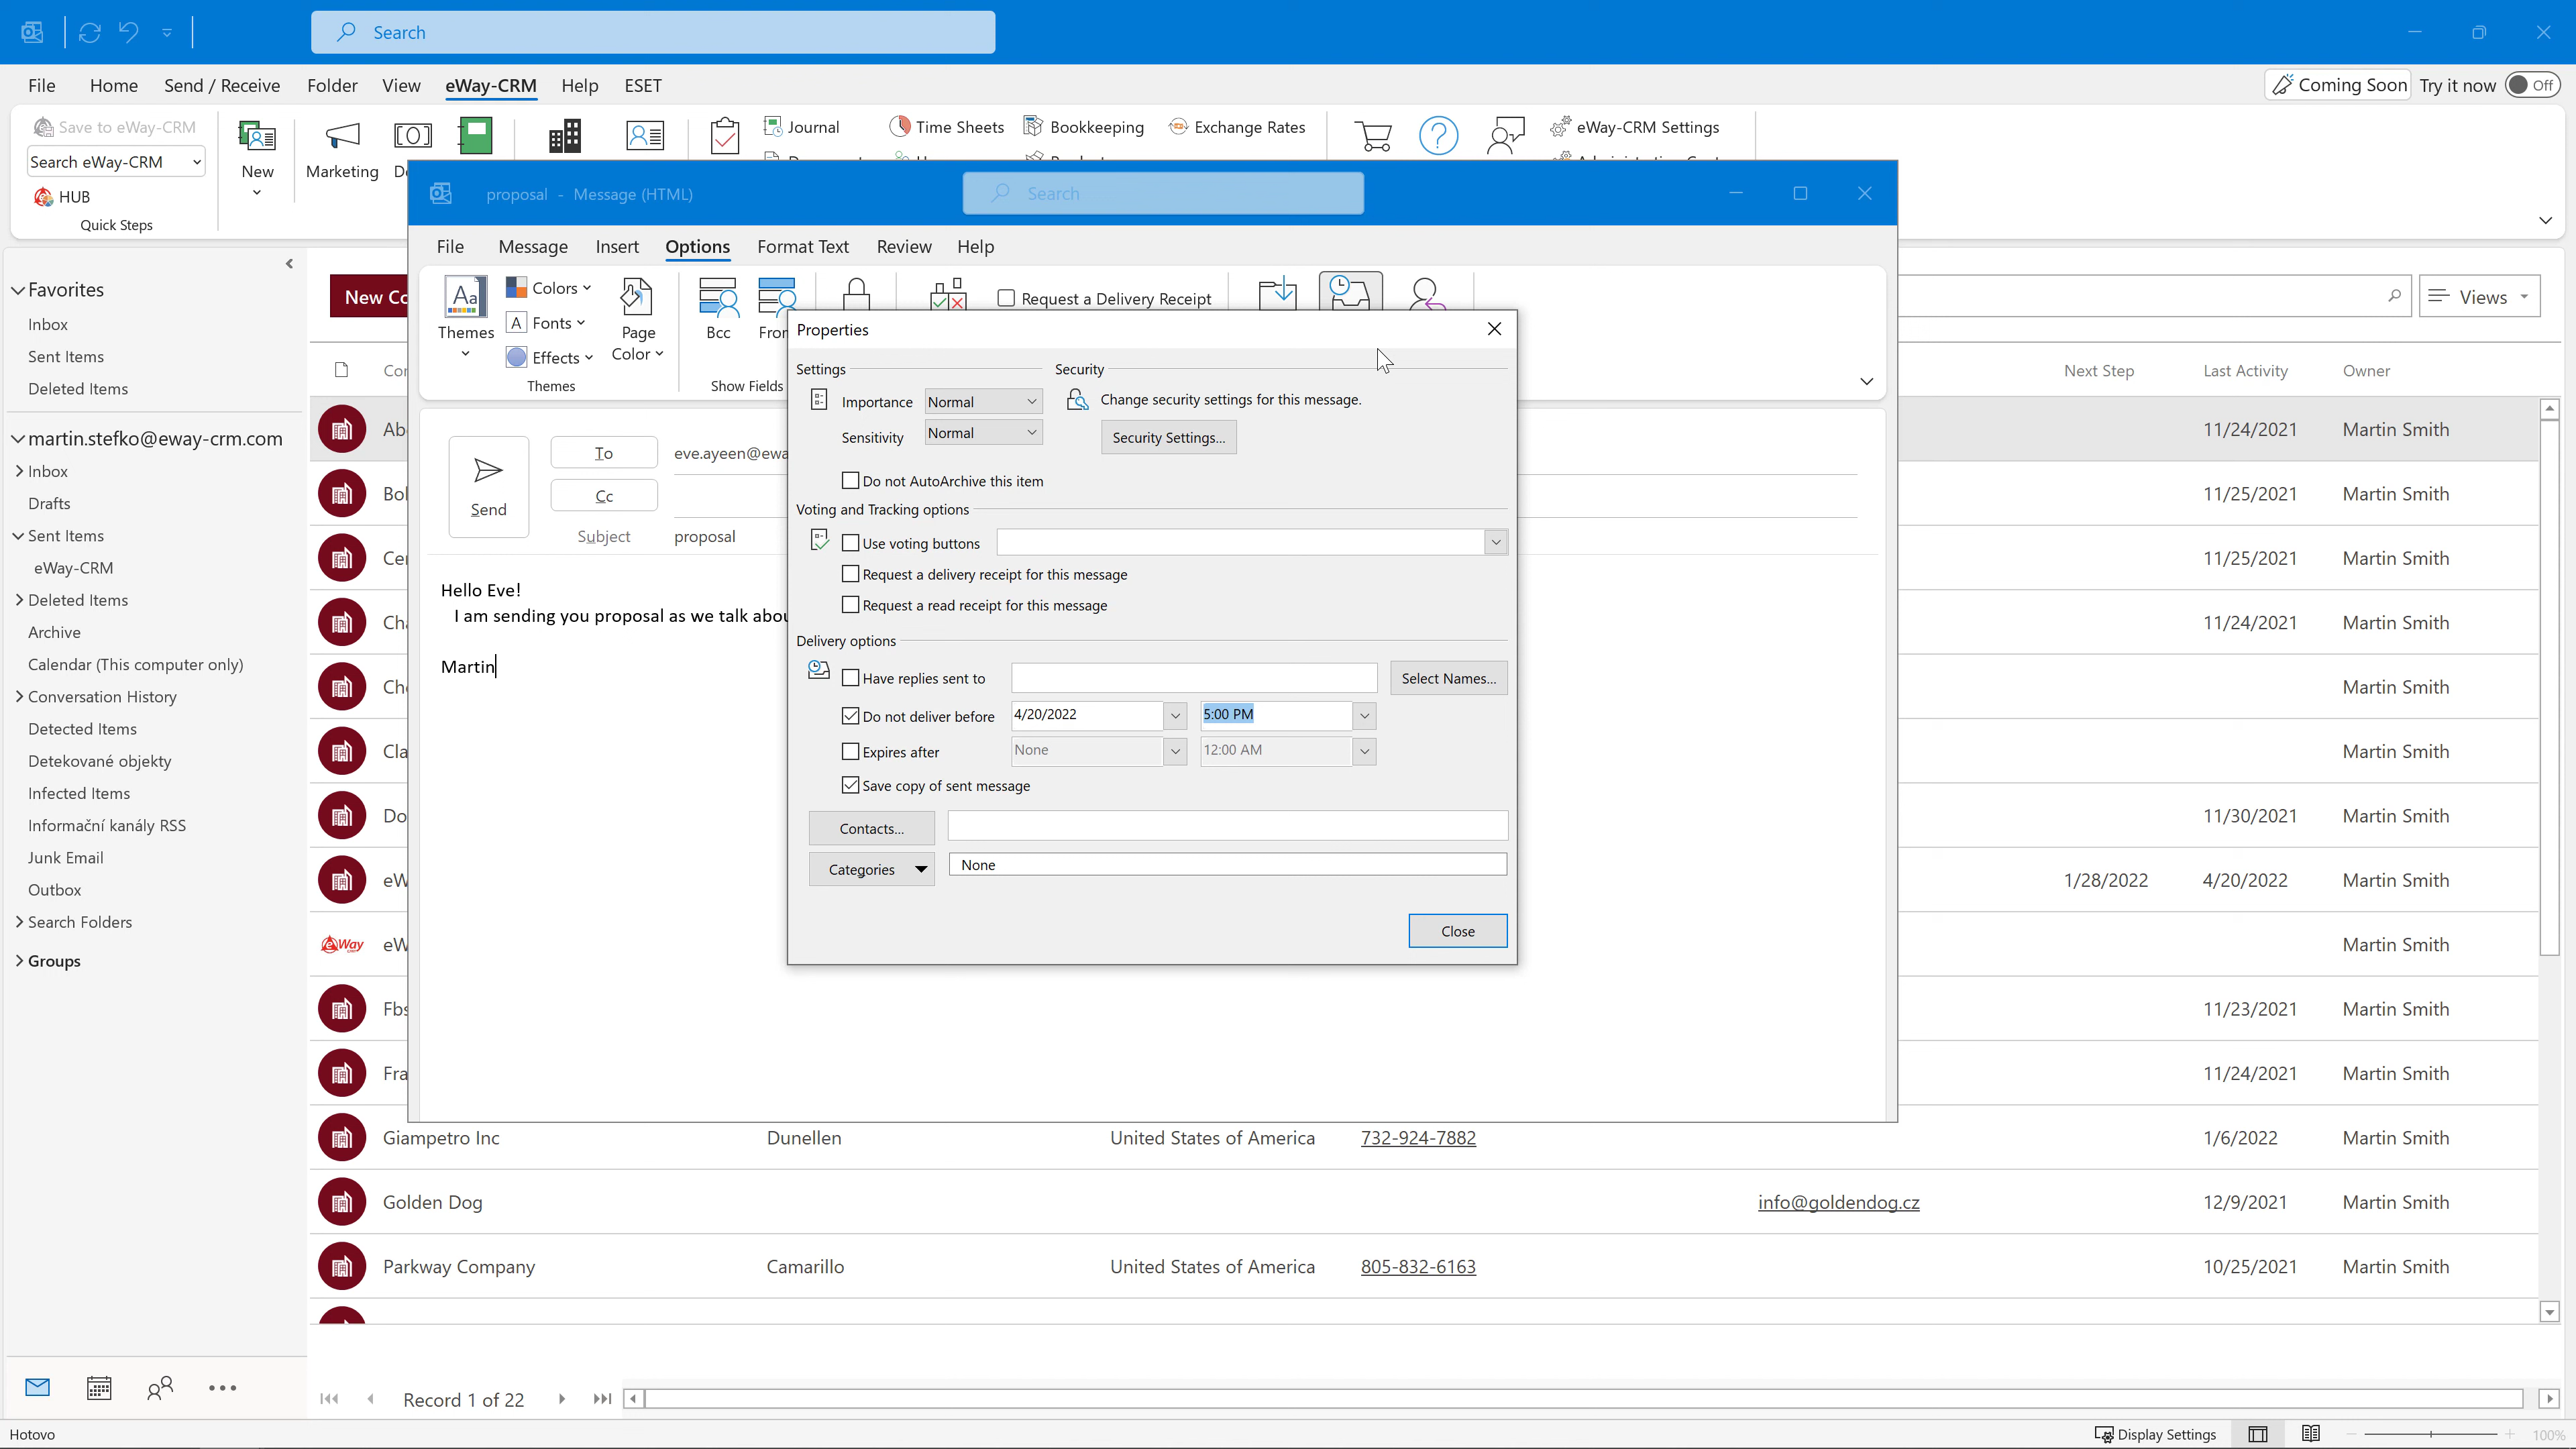 Search
File Home Send / Receive Folder View eWay-CRM Help ESET
Coming Soon Try it now Off
Save to eWay-CRM
Search eWay-CRM
HUB
Quick Steps
New
Marketing
Journal
Time Sheets
Bookkeeping
Exchange Rates
eWay-CRM Settings
proposal - Message (HTML)
Search
File Message Insert Options Format Text Review Help
Themes
Colors
Fonts
Effects
Page
Color
Themes
Bcc
Show Fields
Request a Delivery Receipt
Favorites
Inbox
Sent Items
Deleted Items
martin.stefko@eway-crm.com
Inbox
Drafts
Sent Items
eWay-CRM
Deleted Items
Archive
Calendar (This computer only)
Conversation History
Detected Items
Detekované objekty
Infected Items
Informační kanály RSS
Junk Email
Outbox
Search Folders
Groups
Views
Next Step Last Activity Owner
Send
To
Cc
Subject
proposal
Hello Eve!
I am sending you proposal as we talk
Martin
Properties
Settings
Importance Normal
Sensitivity Normal
Do not AutoArchive this item
Security
Change security settings for this message.
Security Settings...
Voting and Tracking options
Use voting buttons
Request a delivery receipt for this message
Request a read receipt for this message
Delivery options
Have replies sent to
Select Names...
Do not deliver before 4/20/2022 5:00 PM
Expires after None 12:00 AM
Save copy of sent message
Contacts...
Categories None
Close
11/24/2021 Martin Smith
11/25/2021 Martin Smith
11/25/2021 Martin Smith
11/24/2021 Martin Smith
Martin Smith
Martin Smith
11/30/2021 Martin Smith
1/28/2022 4/20/2022 Martin Smith
eWay Martin Smith
11/23/2021 Martin Smith
11/24/2021 Martin Smith
Giampetro Inc Dunellen United States of America 732-924-7882 1/6/2022 Martin Smith
Golden Dog info@goldendog.cz 12/9/2021 Martin Smith
Parkway Company Camarillo United States of America 805-832-6163 10/25/2021 Martin Smith
Record 1 of 22
Hotovo
Display Settings
100%